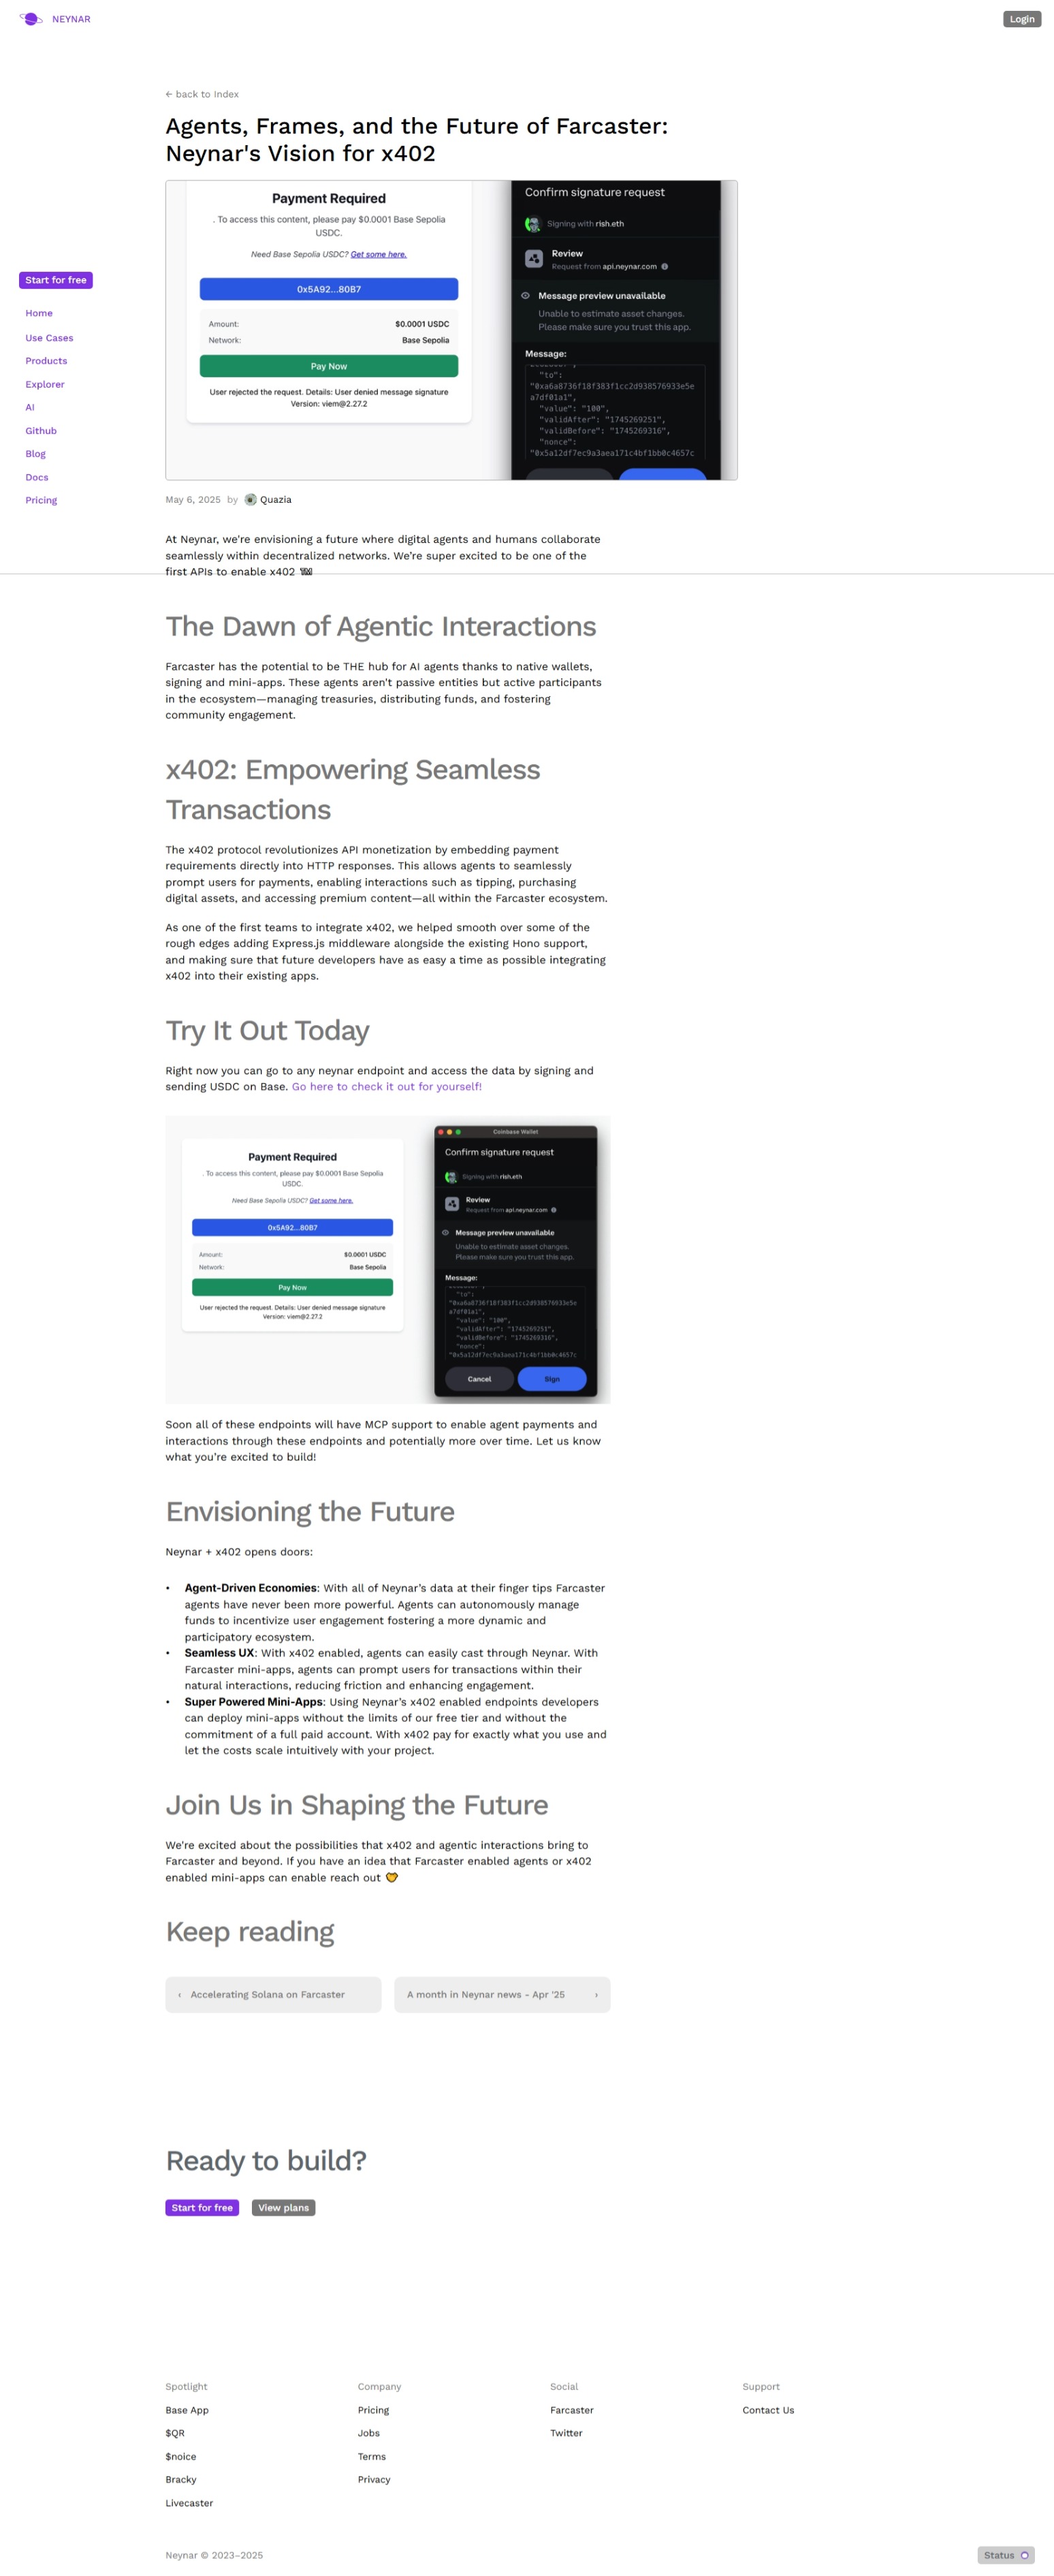 NEYNAR
Login
← back to Index
Agents, Frames, and the Future of Farcaster:
Neynar's Vision for x402
Payment Required
. To access this content, please pay $0.0001 Base Sepolia
USDC.
Need Base Sepolia USDC? Get some here.
0x5A92...80B7
Amount: $0.0001 USDC
Network: Base Sepolia
Pay Now
User rejected the request. Details: User denied message signature
Version: viem@2.27.2
Confirm signature request
Signing with rish.eth
Review
Request from api.neynar.com
Message preview unavailable
Unable to estimate asset changes.
Please make sure you trust this app.
Message:
"to":
"0xa6a8736f18f383f1cc2d938576933e5e
a7df01a1",
"value": "100",
"validAfter": "1745269251",
"validBefore": "1745269316",
"nonce":
"0x5a12df7ec9a3aea171c4bf1bb0c4657c
Start for free
Home
Use Cases
Products
Explorer
AI
Github
Blog
Docs
Pricing
May 6, 2025 by Quazia
At Neynar, we're envisioning a future where digital agents and humans collaborate
seamlessly within decentralized networks. We're super excited to be one of the
first APIs to enable x402
The Dawn of Agentic Interactions
Farcaster has the potential to be THE hub for AI agents thanks to native wallets,
signing and mini-apps. These agents aren't passive entities but active participants
in the ecosystem—managing treasuries, distributing funds, and fostering
community engagement.
x402: Empowering Seamless
Transactions
The x402 protocol revolutionizes API monetization by embedding payment
requirements directly into HTTP responses. This allows agents to seamlessly
prompt users for payments, enabling interactions such as tipping, purchasing
digital assets, and accessing premium content—all within the Farcaster ecosystem.
As one of the first teams to integrate x402, we helped smooth over some of the
rough edges adding Express.js middleware alongside the existing Hono support,
and making sure that future developers have as easy a time as possible integrating
x402 into their existing apps.
Try It Out Today
Right now you can go to any neynar endpoint and access the data by signing and
sending USDC on Base. Go here to check it out for yourself!
Payment Required
. To access this content, please pay $0.0001 Base Sepolia
USDC.
Need Base Sepolia USDC? Get some here.
0x5A92...80B7
Amount: $0.0001 USDC
Network: Base Sepolia
Pay Now
User rejected the request. Details: User denied message signature
Version: viem@2.27.2
Coinbase Wallet
Confirm signature request
Signing with rish.eth
Review
Request from api.neynar.com
Message preview unavailable
Unable to estimate asset changes.
Please make sure you trust this app.
Message:
"to":
"0xa6a8736f18f383f1cc2d938576933e5e
a7df01a1",
"value": "100",
"validAfter": "1745269251",
"validBefore": "1745269316",
"nonce":
"0x5a12df7ec9a3aea171c4bf1bb0c4657c
Cancel
Sign
Soon all of these endpoints will have MCP support to enable agent payments and
interactions through these endpoints and potentially more over time. Let us know
what you're excited to build!
Envisioning the Future
Neynar + x402 opens doors:
• Agent-Driven Economies: With all of Neynar's data at their finger tips Farcaster
agents have never been more powerful. Agents can autonomously manage
funds to incentivize user engagement fostering a more dynamic and
participatory ecosystem.
• Seamless UX: With x402 enabled, agents can easily cast through Neynar. With
Farcaster mini-apps, agents can prompt users for transactions within their
natural interactions, reducing friction and enhancing engagement.
• Super Powered Mini-Apps: Using Neynar's x402 enabled endpoints developers
can deploy mini-apps without the limits of our free tier and without the
commitment of a full paid account. With x402 pay for exactly what you use and
let the costs scale intuitively with your project.
Join Us in Shaping the Future
We're excited about the possibilities that x402 and agentic interactions bring to
Farcaster and beyond. If you have an idea that Farcaster enabled agents or x402
enabled mini-apps can enable reach out
Keep reading
‹ Accelerating Solana on Farcaster
A month in Neynar news - Apr '25 ›
Ready to build?
Start for free
View plans
Spotlight
Base App
$QR
$noice
Bracky
Livecaster
Company
Pricing
Jobs
Terms
Privacy
Social
Farcaster
Twitter
Support
Contact Us
Neynar © 2023–2025
Status